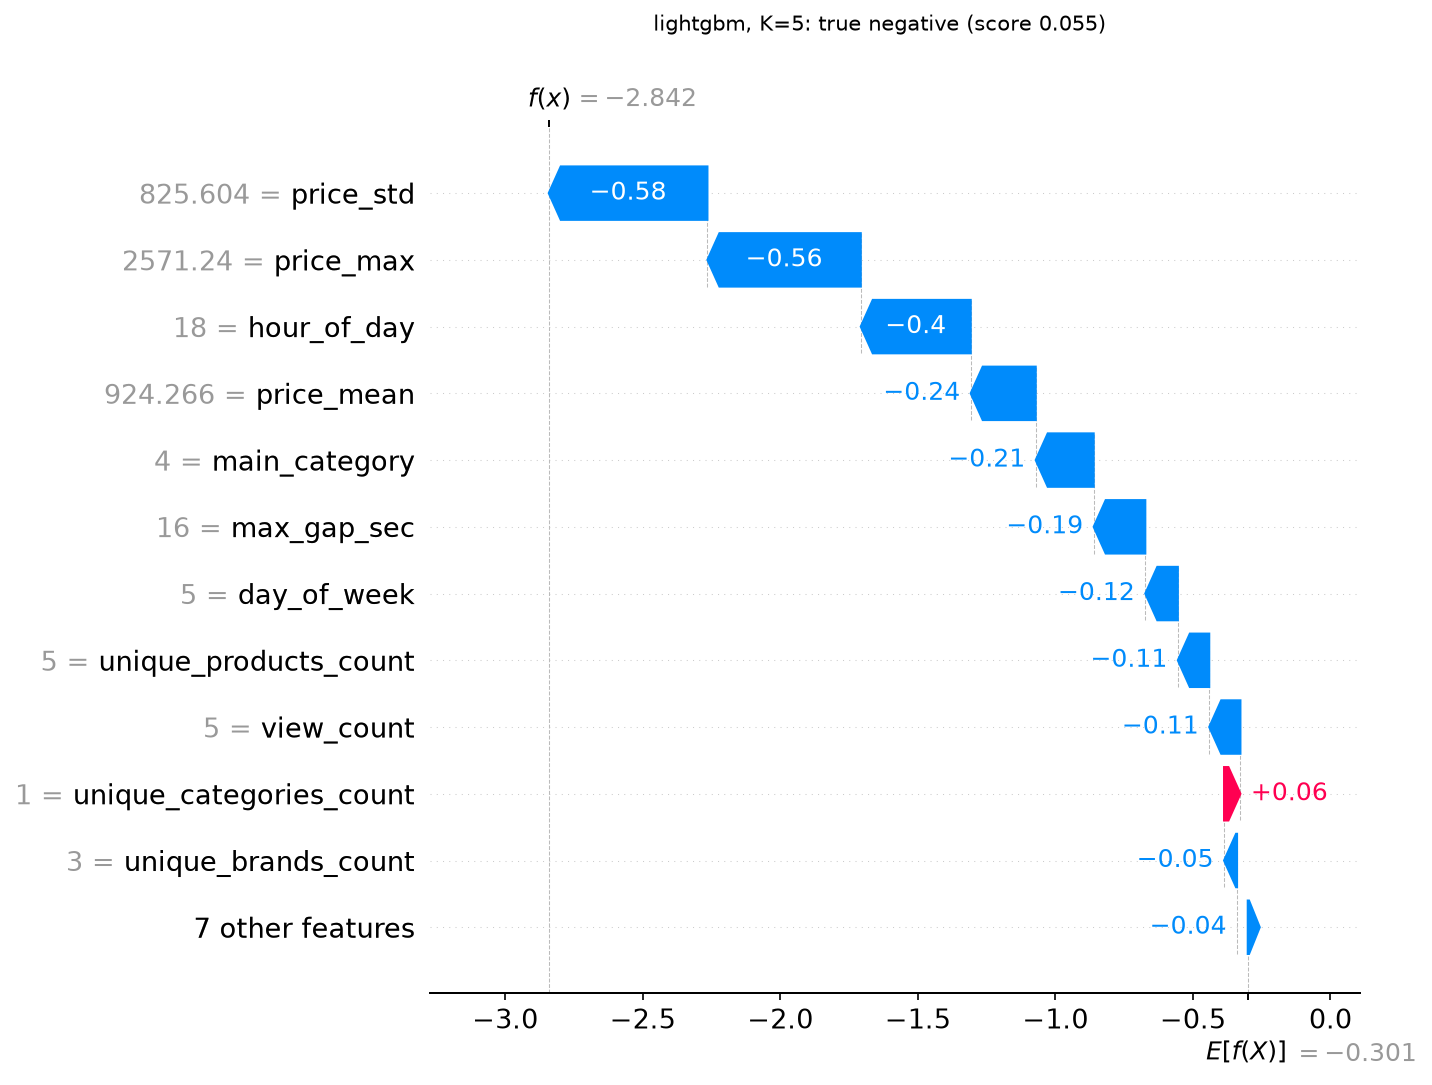 lightgbm, K=5: true negative (score 0.055)
f(x) = −2.842
825.604 = price_std −0.58
2571.24 = price_max −0.56
18 = hour_of_day −0.4
924.266 = price_mean −0.24
4 = main_category −0.21
16 = max_gap_sec −0.19
5 = day_of_week −0.12
5 = unique_products_count −0.11
5 = view_count −0.11
1 = unique_categories_count +0.06
3 = unique_brands_count −0.05
7 other features −0.04
−3.0 −2.5 −2.0 −1.5 −1.0 −0.5 0.0
E[f(X)] = −0.301